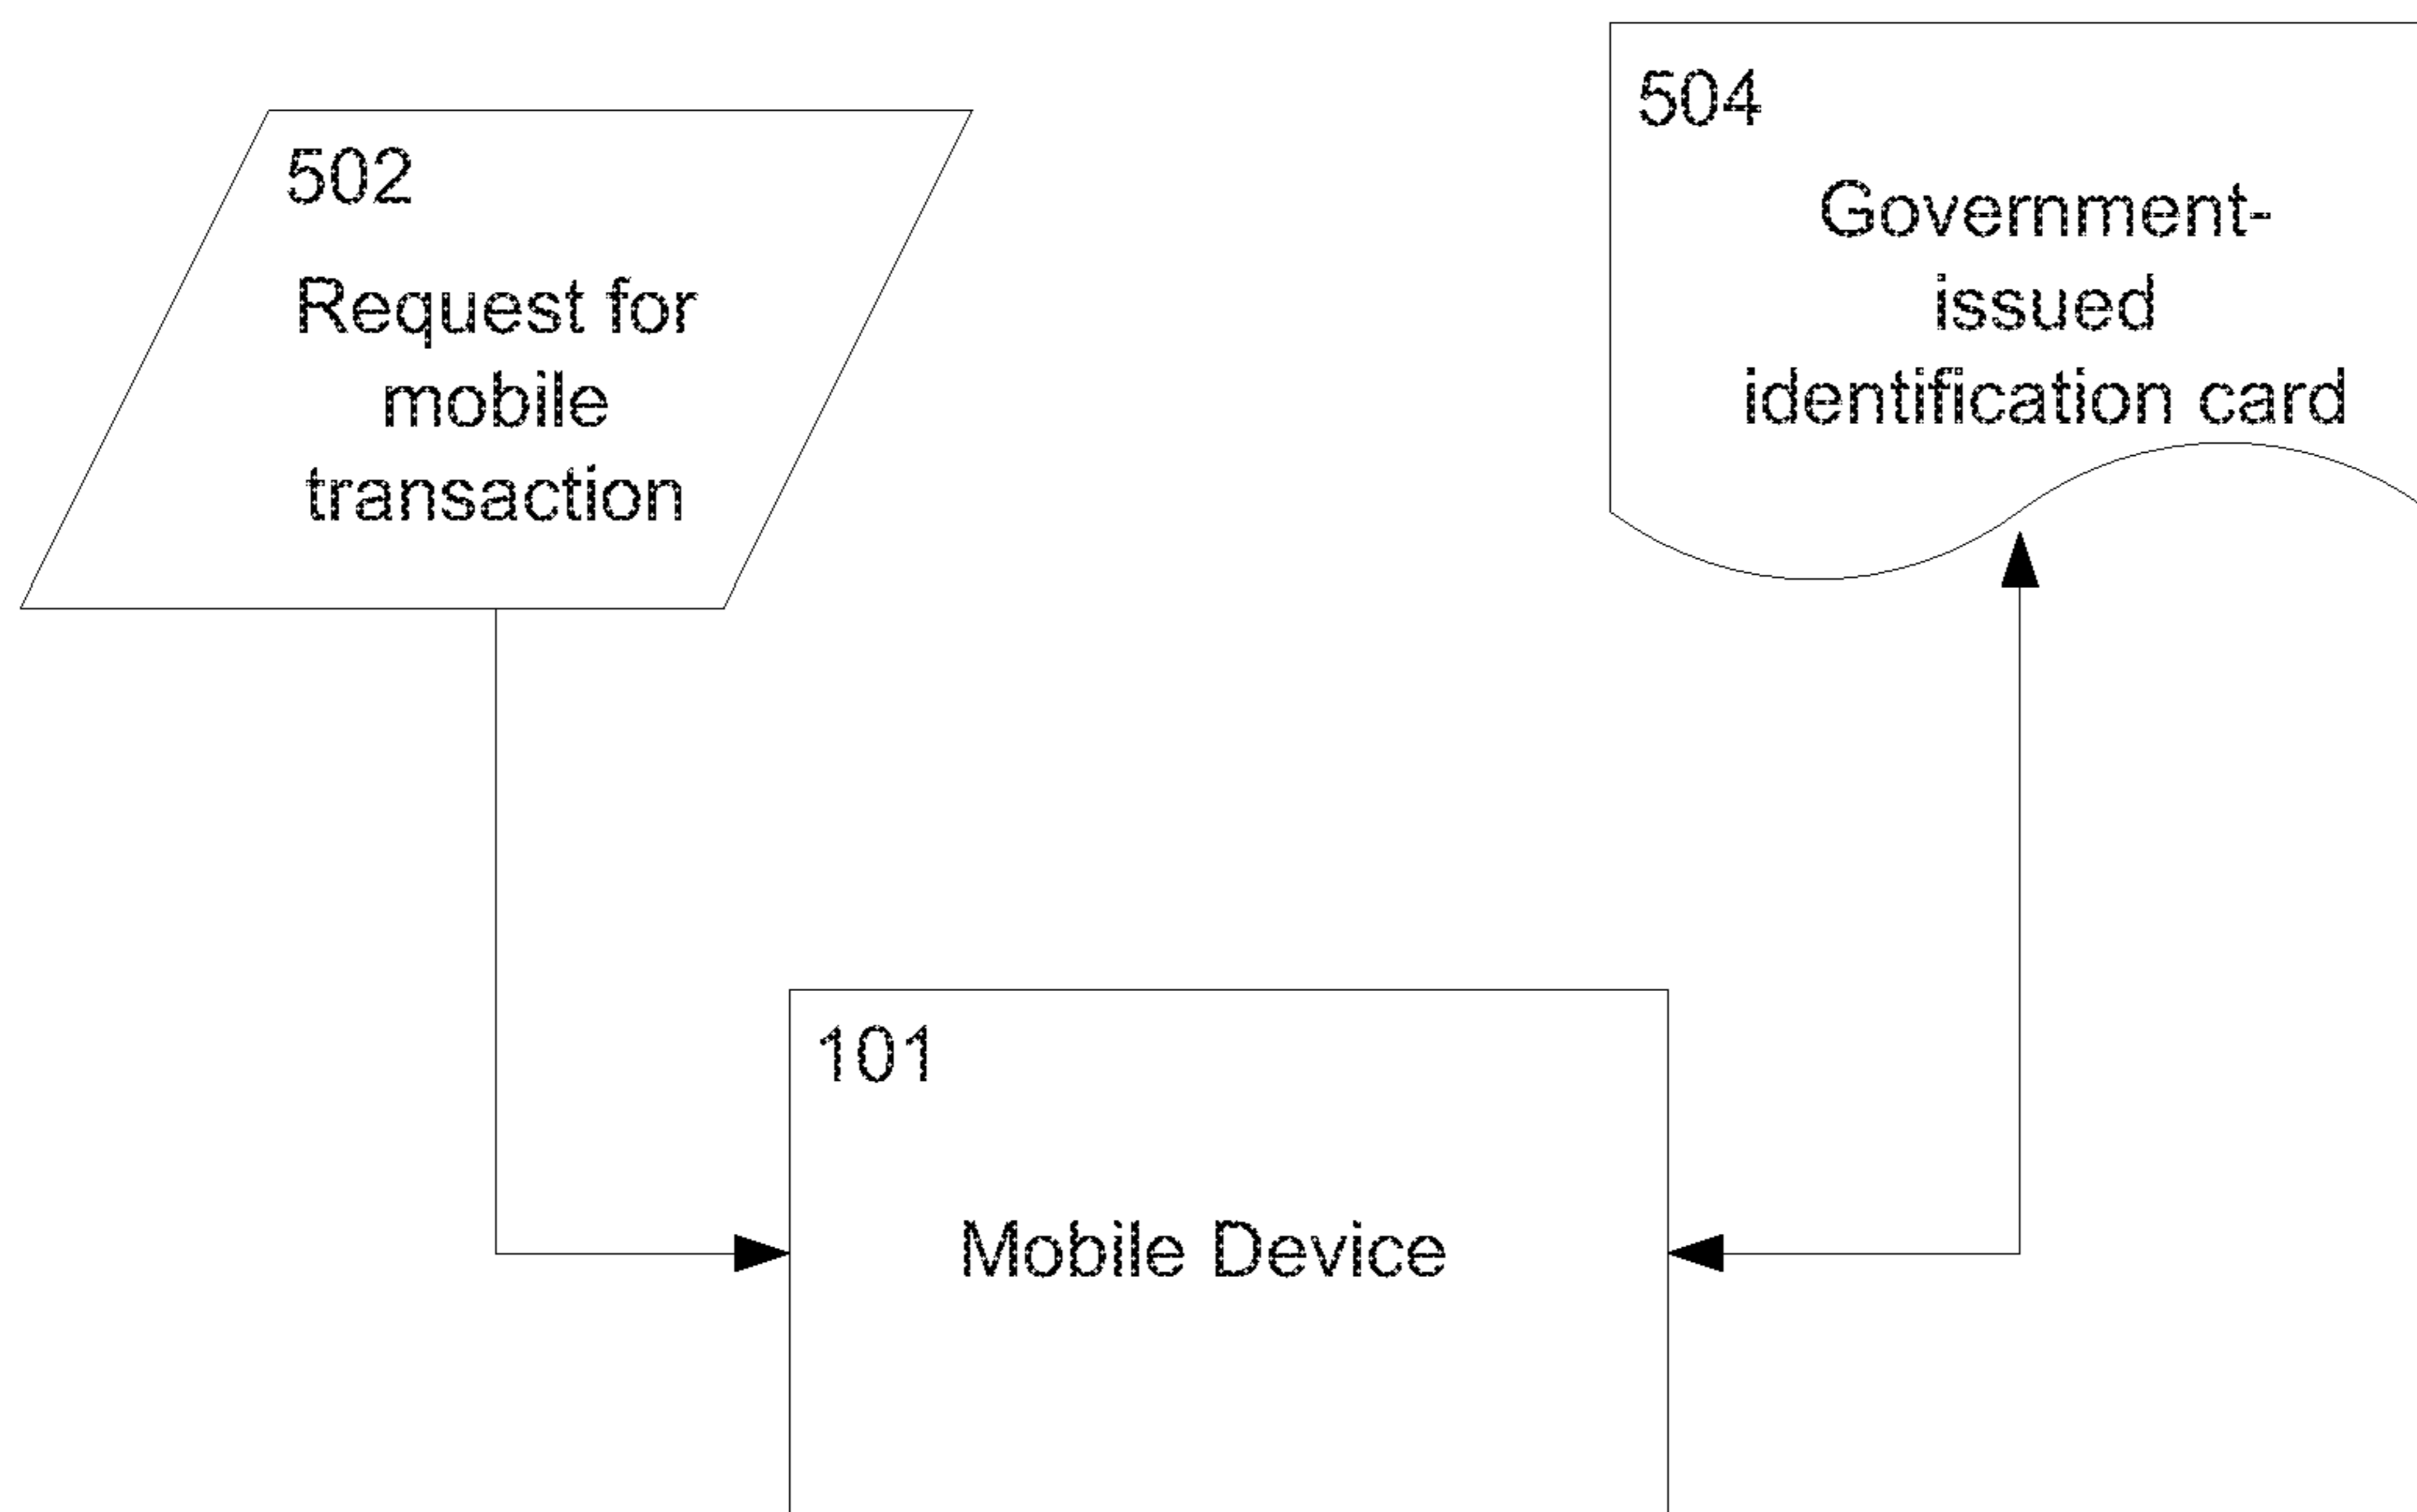 502
Request for
mobile
transaction
504
Government-
issued
identification card
101
Mobile Device